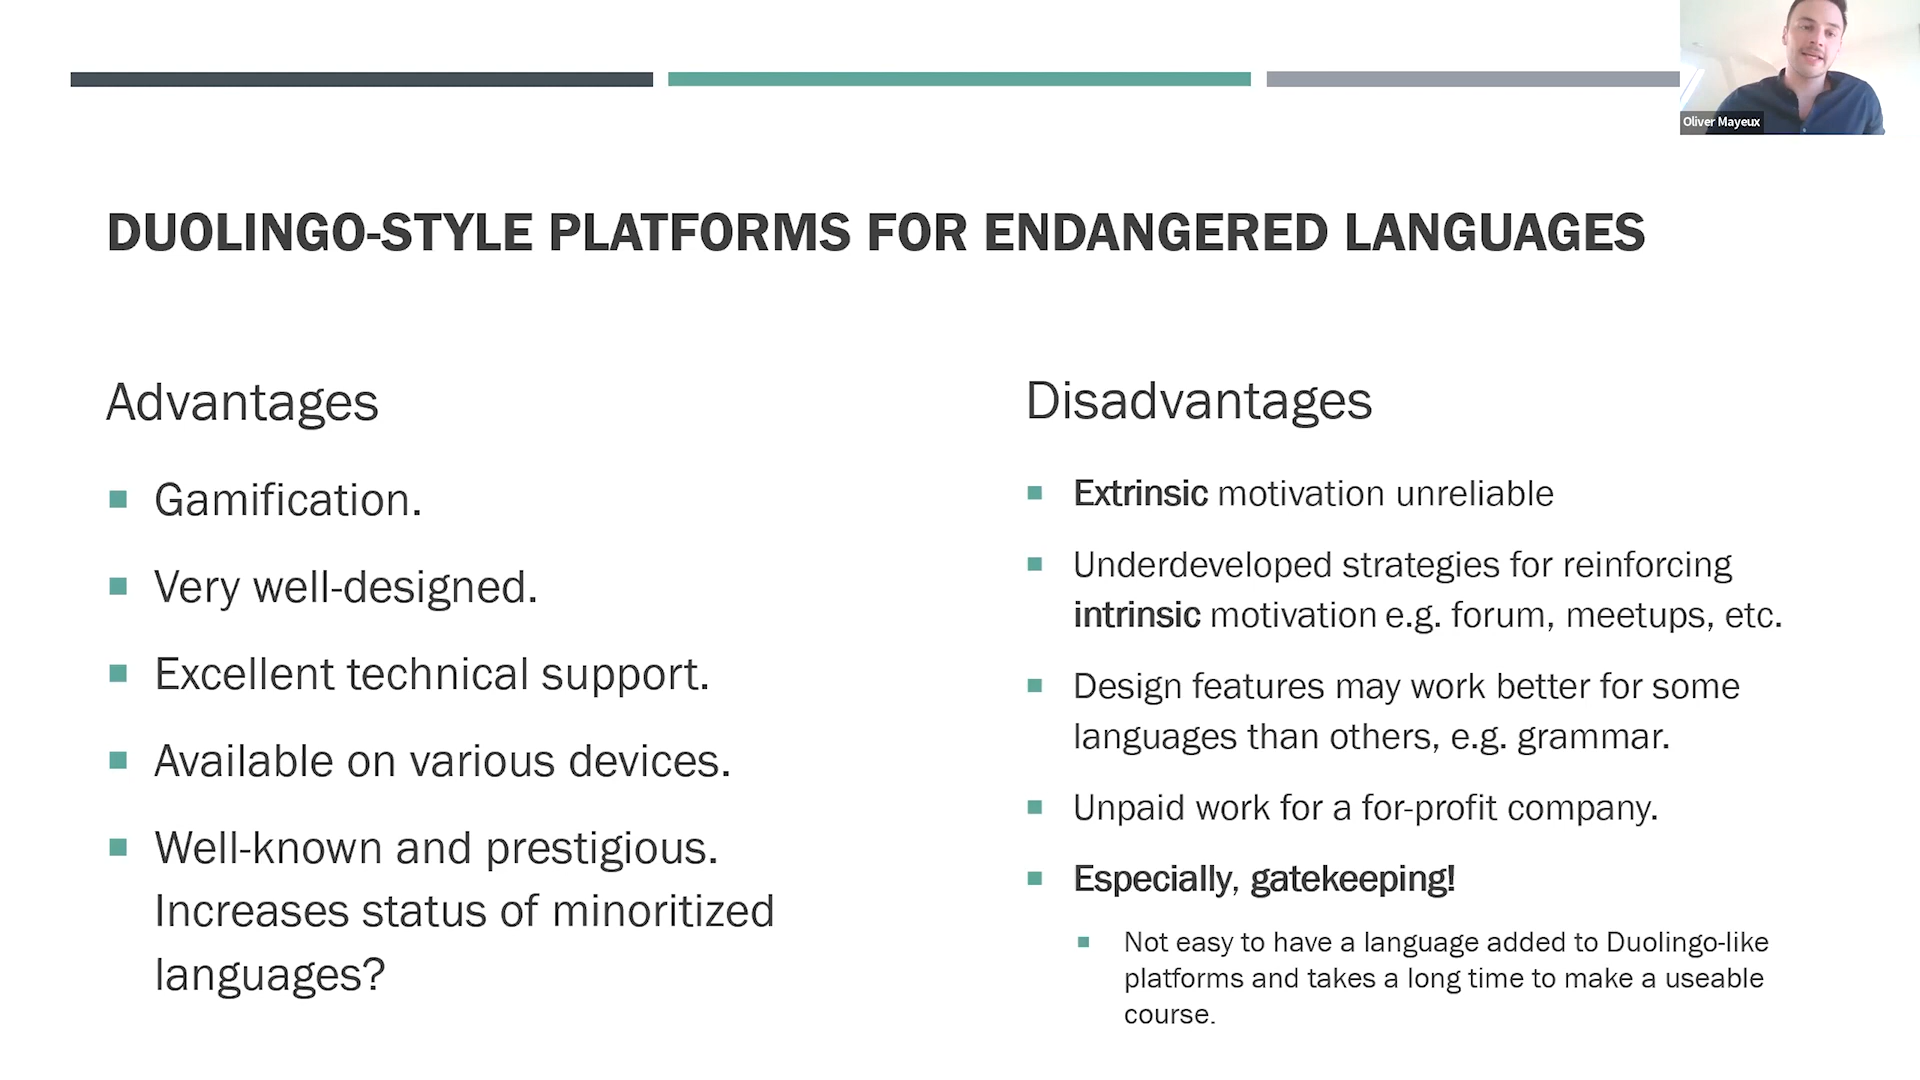 Oliver Mayeux
DUOLINGO-STYLE PLATFORMS FOR ENDANGERED LANGUAGES
Advantages
Gamification.
Very well-designed.
Excellent technical support.
Available on various devices.
Well-known and prestigious.
Increases status of minoritized
languages?
Disadvantages
Extrinsic motivation unreliable
Underdeveloped strategies for reinforcing
intrinsic motivation e.g. forum, meetups, etc.
Design features may work better for some
languages than others, e.g. grammar.
Unpaid work for a for-profit company.
Especially, gatekeeping!
Not easy to have a language added to Duolingo-like
platforms and takes a long time to make a useable
course.